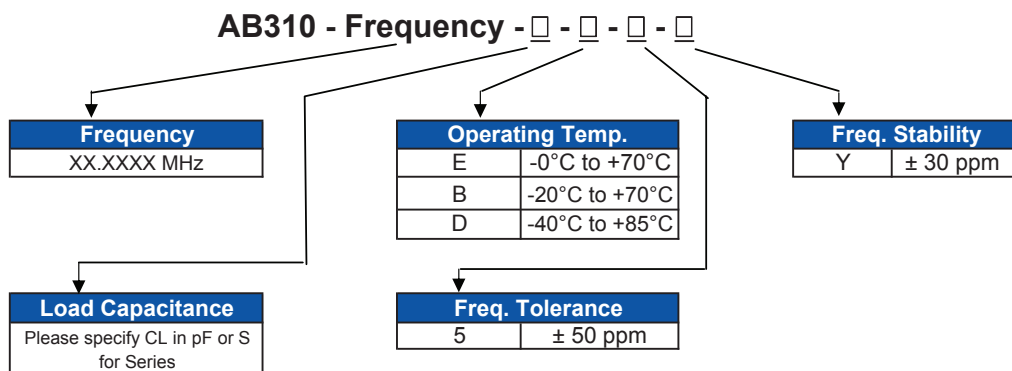 AB310 - Frequency - □ - □ - □ - □
Frequency
XX.XXXX MHz
Operating Temp.
E -0°C to +70°C
B -20°C to +70°C
D -40°C to +85°C
Freq. Stability
Y ± 30 ppm
Load Capacitance
Please specify CL in pF or S
for Series
Freq. Tolerance
5 ± 50 ppm